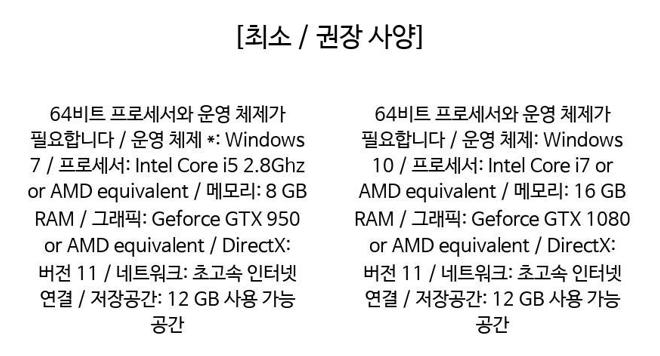 [최소 / 권장 사양]
64비트 프로세서와 운영 체제가
필요합니다 / 운영 체제 *: Windows
7 / 프로세서: Intel Core i5 2.8Ghz
or AMD equivalent / 메모리: 8 GB
RAM / 그래픽: Geforce GTX 950
or AMD equivalent / DirectX:
버전 11 / 네트워크: 초고속 인터넷
연결 / 저장공간: 12 GB 사용 가능
공간
64비트 프로세서와 운영 체제가
필요합니다 / 운영 체제: Windows
10 / 프로세서: Intel Core i7 or
AMD equivalent / 메모리: 16 GB
RAM / 그래픽: Geforce GTX 1080
or AMD equivalent / DirectX:
버전 11 / 네트워크: 초고속 인터넷
연결 / 저장공간: 12 GB 사용 가능
공간